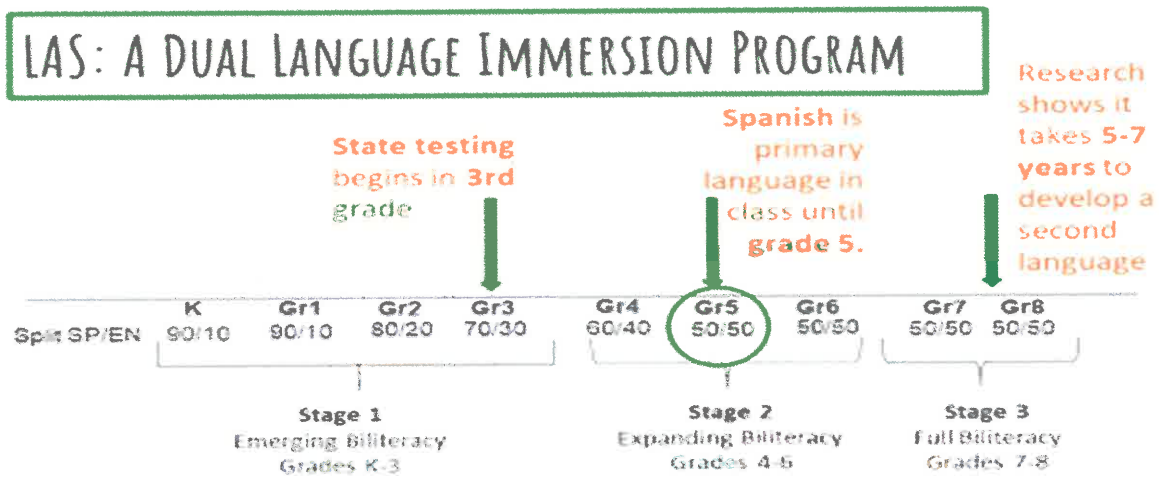 LAS: A DUAL LANGUAGE IMMERSION PROGRAM
State testing
begins in 3rd
grade
Spanish is
primary
language in
class until
grade 5.
Research
shows it
takes 5-7
years to
develop a
second
language
K Gr1 Gr2 Gr3 Gr4 Gr5 Gr6 Gr7 Gr8
Split SP/EN 90/10 90/10 80/20 70/30 60/40 50/50 50/50 50/50 50/50
Stage 1
Emerging Biliteracy
Grades K-3
Stage 2
Expanding Biliteracy
Grades 4-6
Stage 3
Full Biliteracy
Grades 7-8